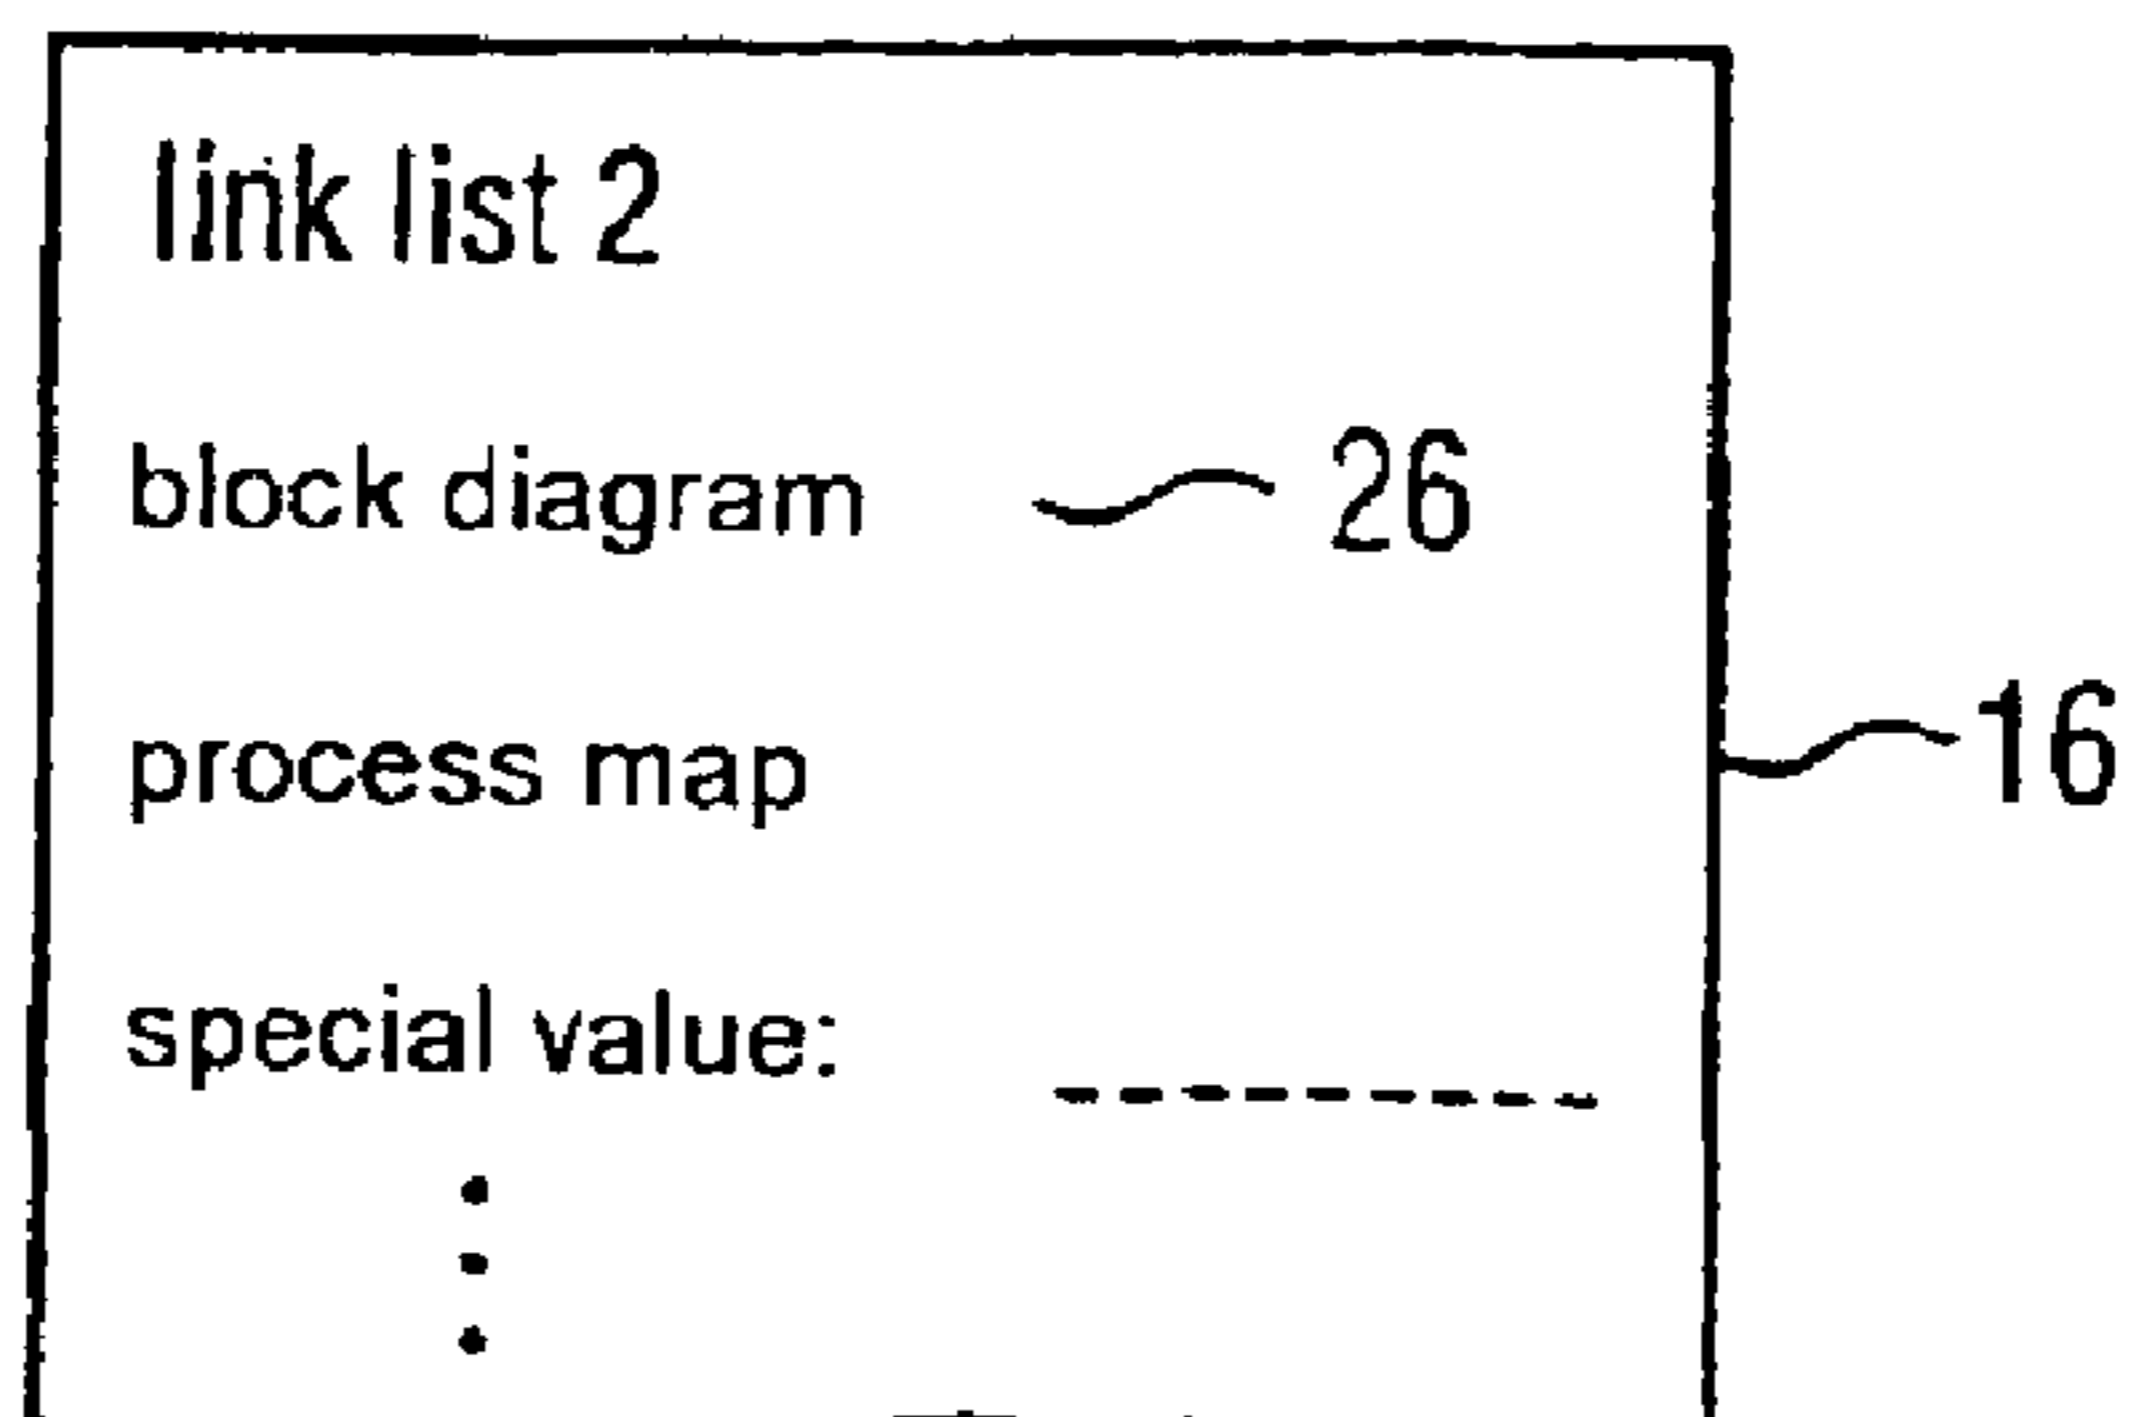 link list 2
block diagram 26
process map
16
special value: